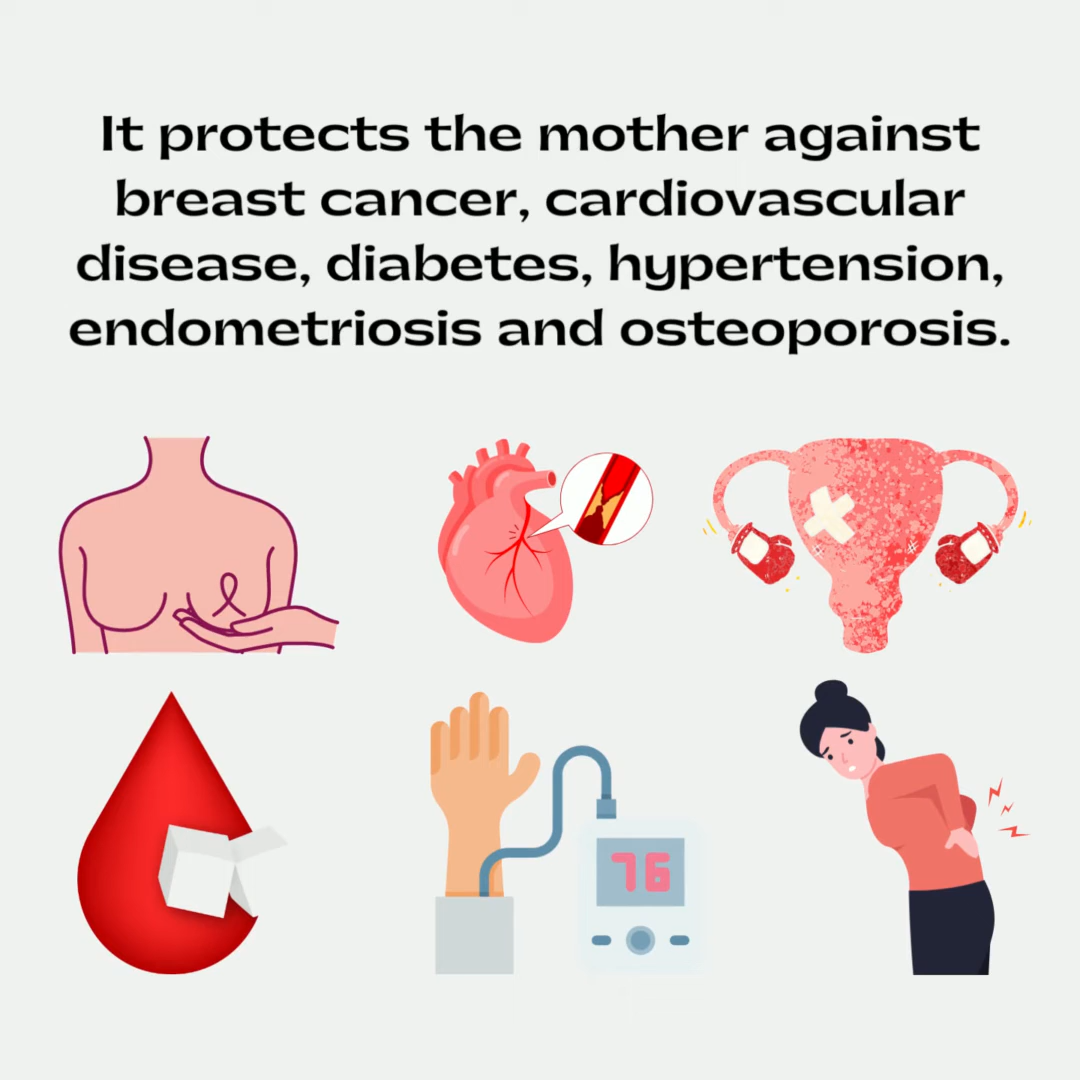 It protects the mother against
breast cancer, cardiovascular
disease, diabetes, hypertension,
endometriosis and osteoporosis.
76